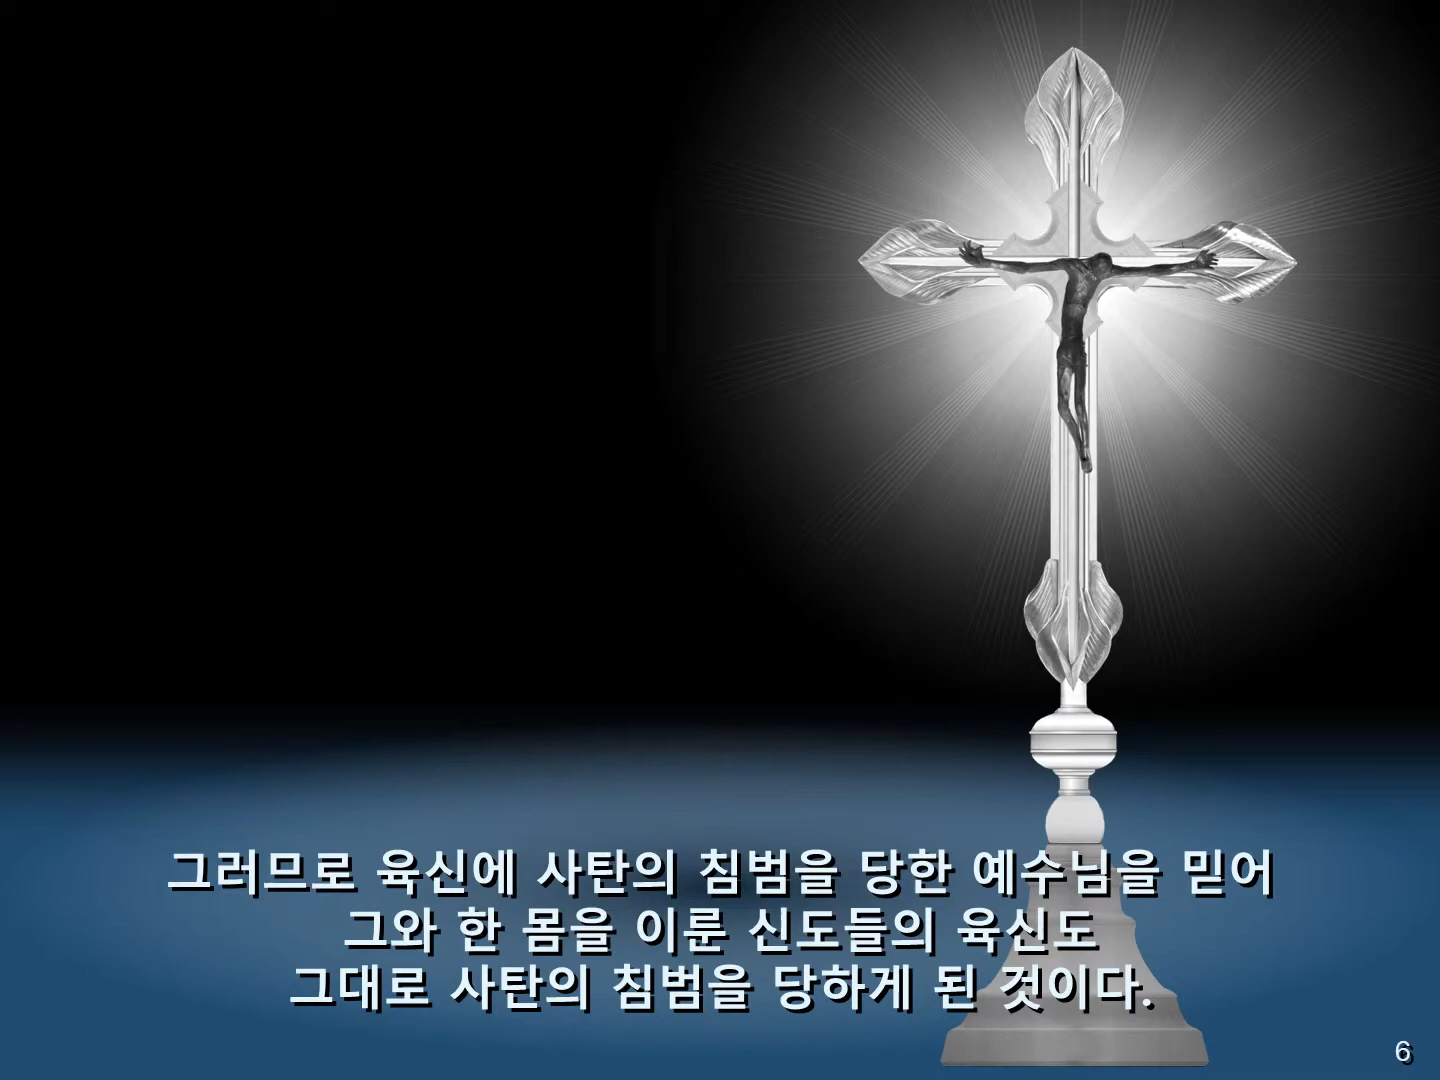 그러므로 육신에 사탄의 침범을 당한 예수님을 믿어
그와 한 몸을 이룬 신도들의 육신도
그대로 사탄의 침범을 당하게 된 것이다.
6